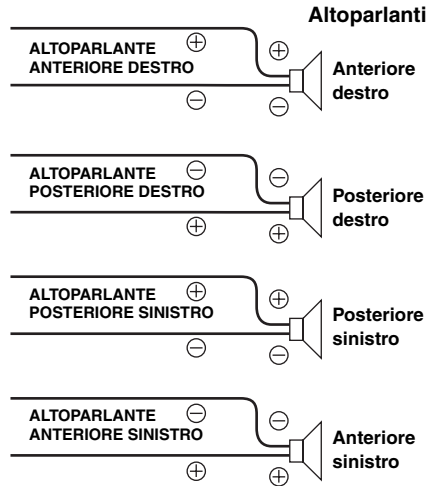 Altoparlanti
ALTOPARLANTE ⊕ ⊕
ANTERIORE DESTRO
Anteriore
destro
⊖ ⊖
ALTOPARLANTE ⊖ ⊖
POSTERIORE DESTRO
Posteriore
destro
⊕ ⊕
ALTOPARLANTE ⊕ ⊕
POSTERIORE SINISTRO
Posteriore
sinistro
⊖ ⊖
ALTOPARLANTE ⊖ ⊖
ANTERIORE SINISTRO
Anteriore
sinistro
⊕ ⊕